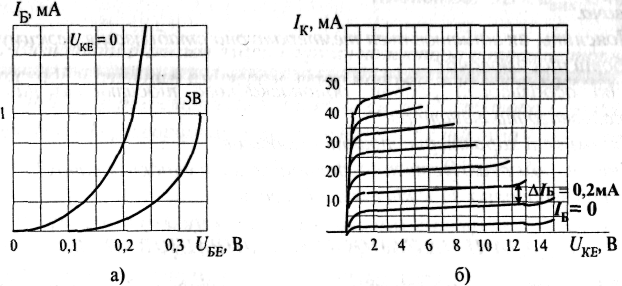 I_Б, мА
U_КЕ=0
5В
1
0
0,1
0,2
0,3
U_БЕ, В
а)
I_К, мА
50
40
30
20
10
ΔI_Б = 0,2мА
I_Б=0
2
4
6
8
10
12
14
U_КЕ, В
б)